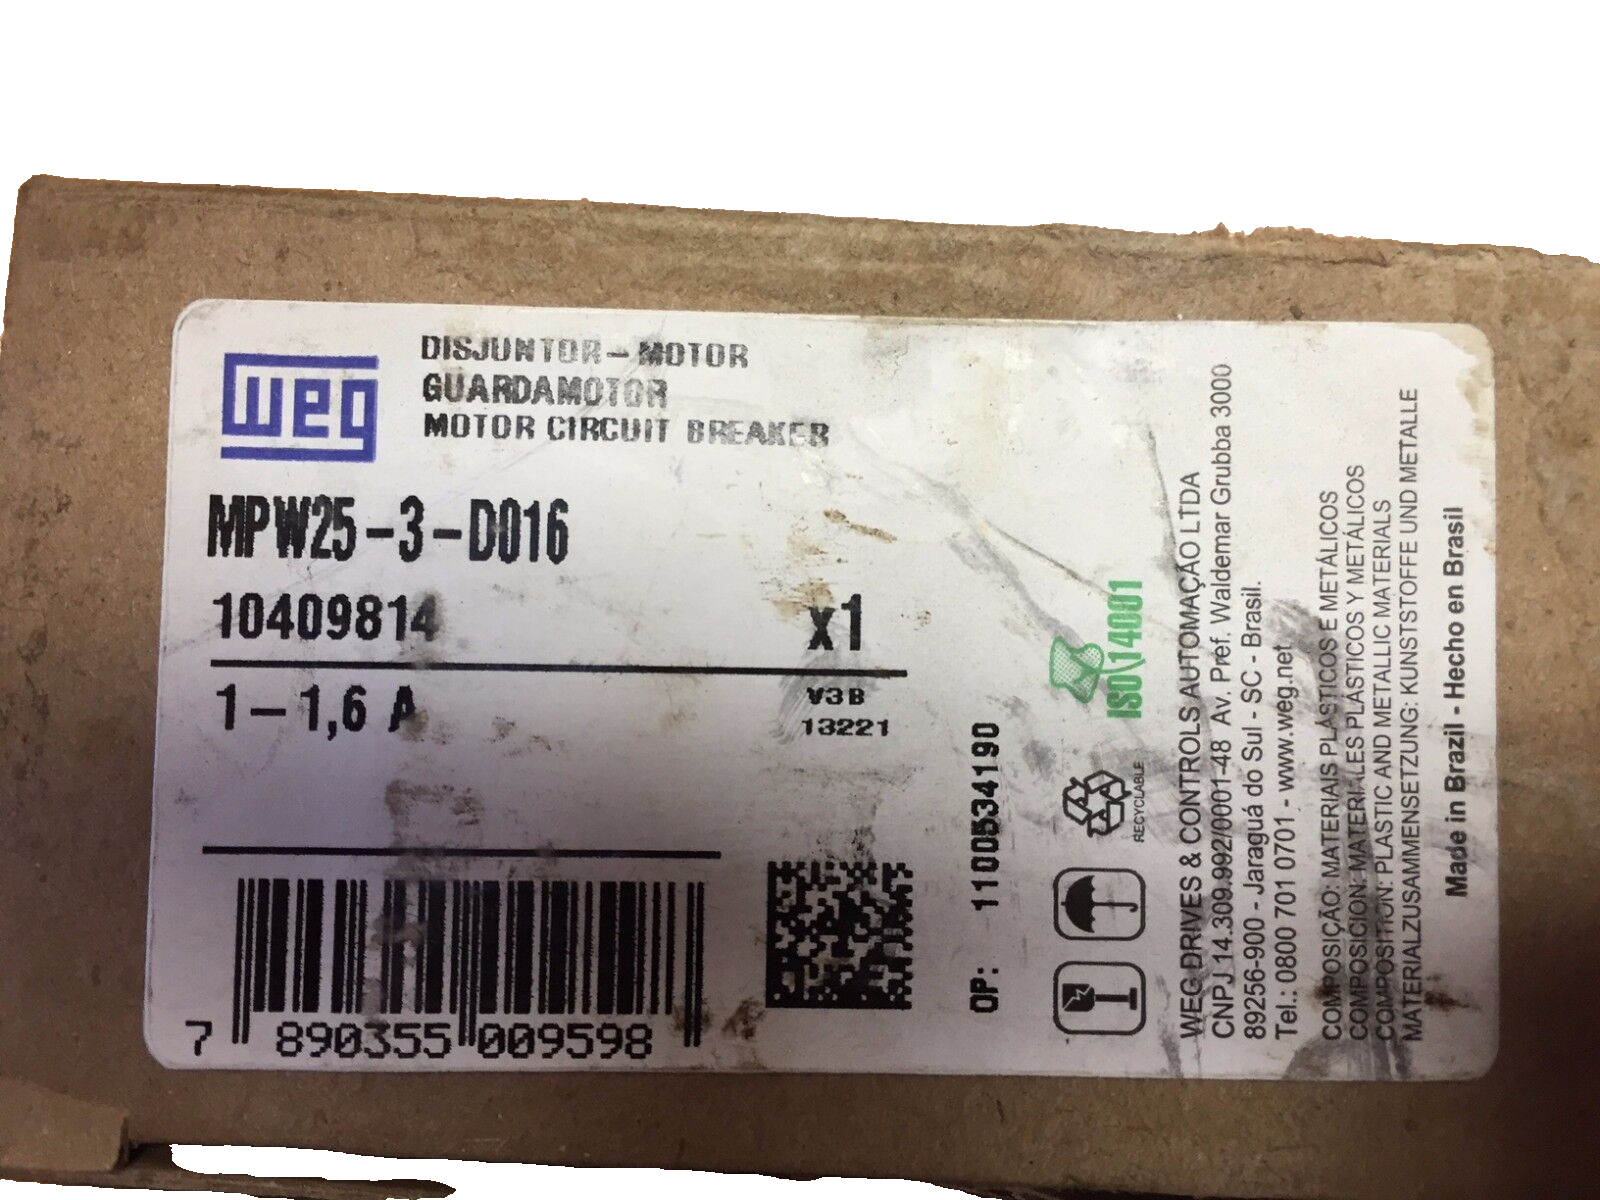 weg
DISJUNTOR-MOTOR
GUARDAMOTOR
MOTOR CIRCUIT BREAKER
MPW25-3-D016
10409814
x1
1-1,6 A
V3B
13221
7 890355 009598
OP: 1100534190
ISO14001
RECYCLABLE
WEG DRIVES & CONTROLS AUTOMAÇÃO LTDA
CNPJ 14.309.992/0001-48 Av. Pref. Waldemar Grubba 3000
89256-900 - Jaraguá do Sul - SC - Brasil.
Tel.: 0800 701 0701 - www.weg.net
COMPOSIÇÃO: MATERIAIS PLÁSTICOS E METÁLICOS
COMPOSICION: MATERIALES PLÁSTICOS Y METÁLICOS
COMPOSITION: PLASTIC AND METALLIC MATERIALS
MATERIALZUSAMMENSETZUNG: KUNSTSTOFFE UND METALLE
Made in Brazil - Hecho en Brasil